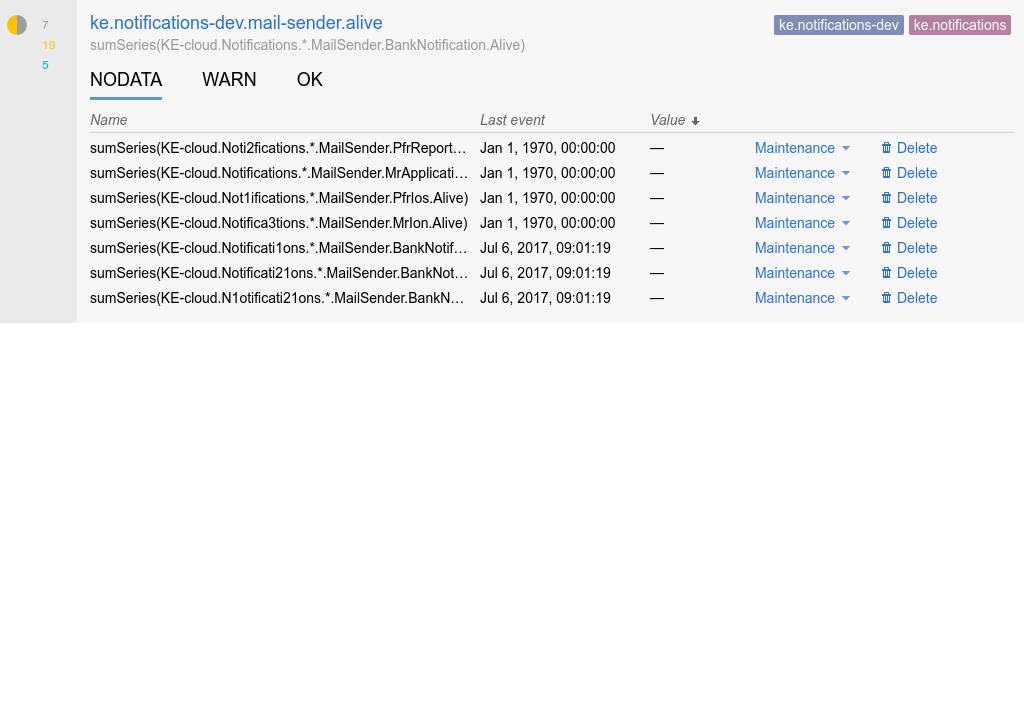 7
19
5
ke.notifications-dev.mail-sender.alive
ke.notifications-dev ke.notifications
sumSeries(KE-cloud.Notifications.*.MailSender.BankNotification.Alive)
NODATA WARN OK
Name Last event Value
sumSeries(KE-cloud.Noti2fications.*.MailSender.PfrReport… Jan 1, 1970, 00:00:00 — Maintenance Delete
sumSeries(KE-cloud.Notifications.*.MailSender.MrApplicati… Jan 1, 1970, 00:00:00 — Maintenance Delete
sumSeries(KE-cloud.Not1ifications.*.MailSender.PfrIos.Alive) Jan 1, 1970, 00:00:00 — Maintenance Delete
sumSeries(KE-cloud.Notifica3tions.*.MailSender.MrIon.Alive) Jan 1, 1970, 00:00:00 — Maintenance Delete
sumSeries(KE-cloud.Notificati1ons.*.MailSender.BankNotif… Jul 6, 2017, 09:01:19 — Maintenance Delete
sumSeries(KE-cloud.Notificati21ons.*.MailSender.BankNot… Jul 6, 2017, 09:01:19 — Maintenance Delete
sumSeries(KE-cloud.N1otificati21ons.*.MailSender.BankN… Jul 6, 2017, 09:01:19 — Maintenance Delete